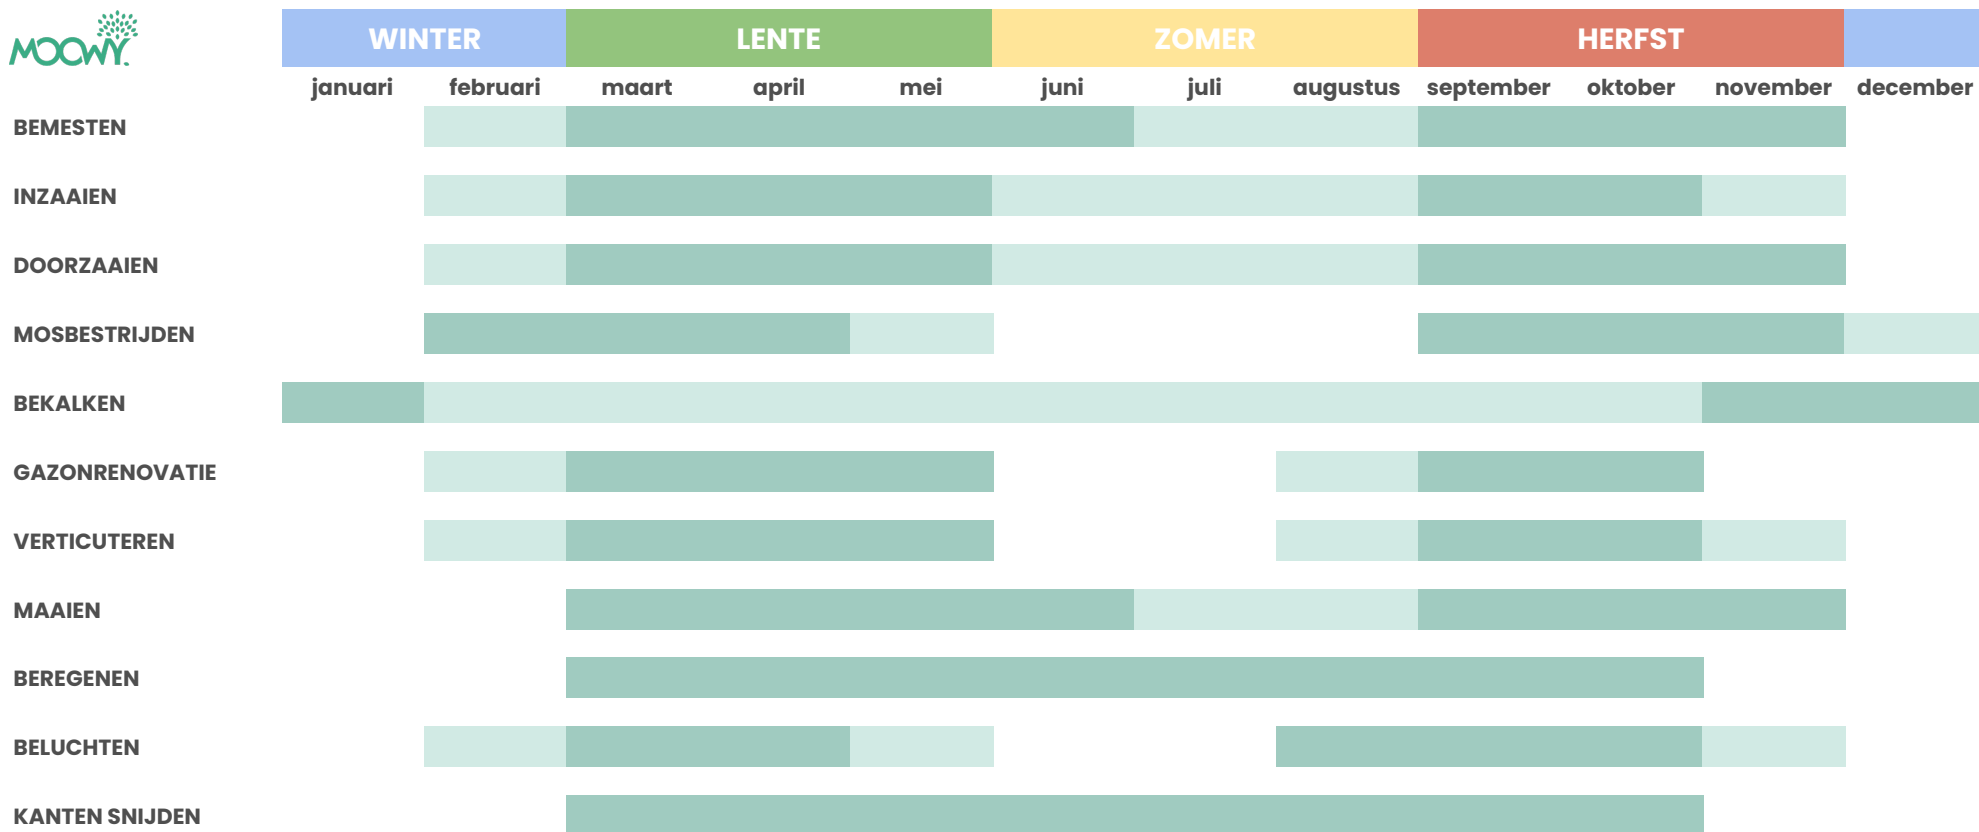 MOOWY
WINTER LENTE ZOMER HERFST
januari februari maart april mei juni juli augustus september oktober november december
BEMESTEN
INZAAIEN
DOORZAAIEN
MOSBESTRIJDEN
BEKALKEN
GAZONRENOVATIE
VERTICUTEREN
MAAIEN
BEREGENEN
BELUCHTEN
KANTEN SNIJDEN